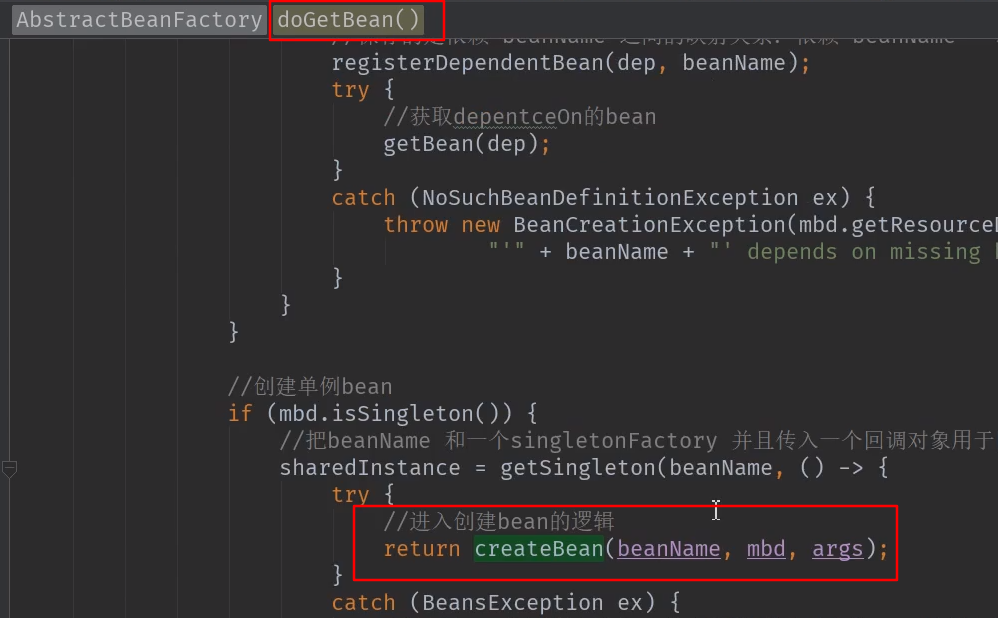 AbstractBeanFactory doGetBean()
registerDependentBean(dep, beanName);
try {
//获取depentceOn的bean
getBean(dep);
}
catch (NoSuchBeanDefinitionException ex) {
throw new BeanCreationException(mbd.getResource
"'" + beanName + "' depends on missing
}
}
}
//创建单例bean
if (mbd.isSingleton()) {
//把beanName 和一个singletonFactory 并且传入一个回调对象用于
sharedInstance = getSingleton(beanName, () -> {
try {
//进入创建bean的逻辑
return createBean(beanName, mbd, args);
}
catch (BeansException ex) {